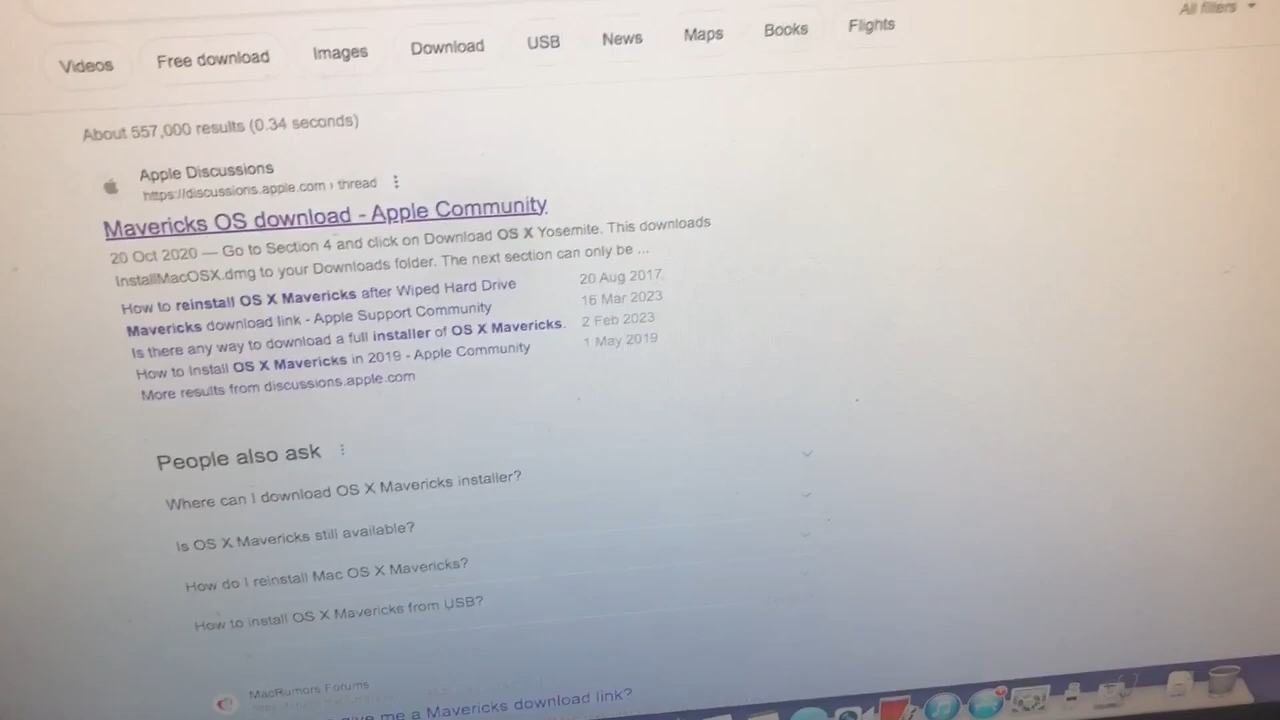 All filters
Videos Free download Images Download USB News Maps Books Flights
About 557,000 results (0.34 seconds)
Apple Discussions
https://discussions.apple.com › thread
Mavericks OS download - Apple Community
20 Oct 2020 — Go to Section 4 and click on Download OS X Yosemite. This downloads
InstallMacOSX.dmg to your Downloads folder. The next section can only be ...
How to reinstall OS X Mavericks after Wiped Hard Drive 20 Aug 2017
Mavericks download link - Apple Support Community 16 Mar 2023
Is there any way to download a full installer of OS X Mavericks. 2 Feb 2023
How to Install OS X Mavericks in 2019 - Apple Community 1 May 2019
More results from discussions.apple.com
People also ask
Where can I download OS X Mavericks installer?
Is OS X Mavericks still available?
How do I reinstall Mac OS X Mavericks?
How to install OS X Mavericks from USB?
MacRumors Forums
give me a Mavericks download link?